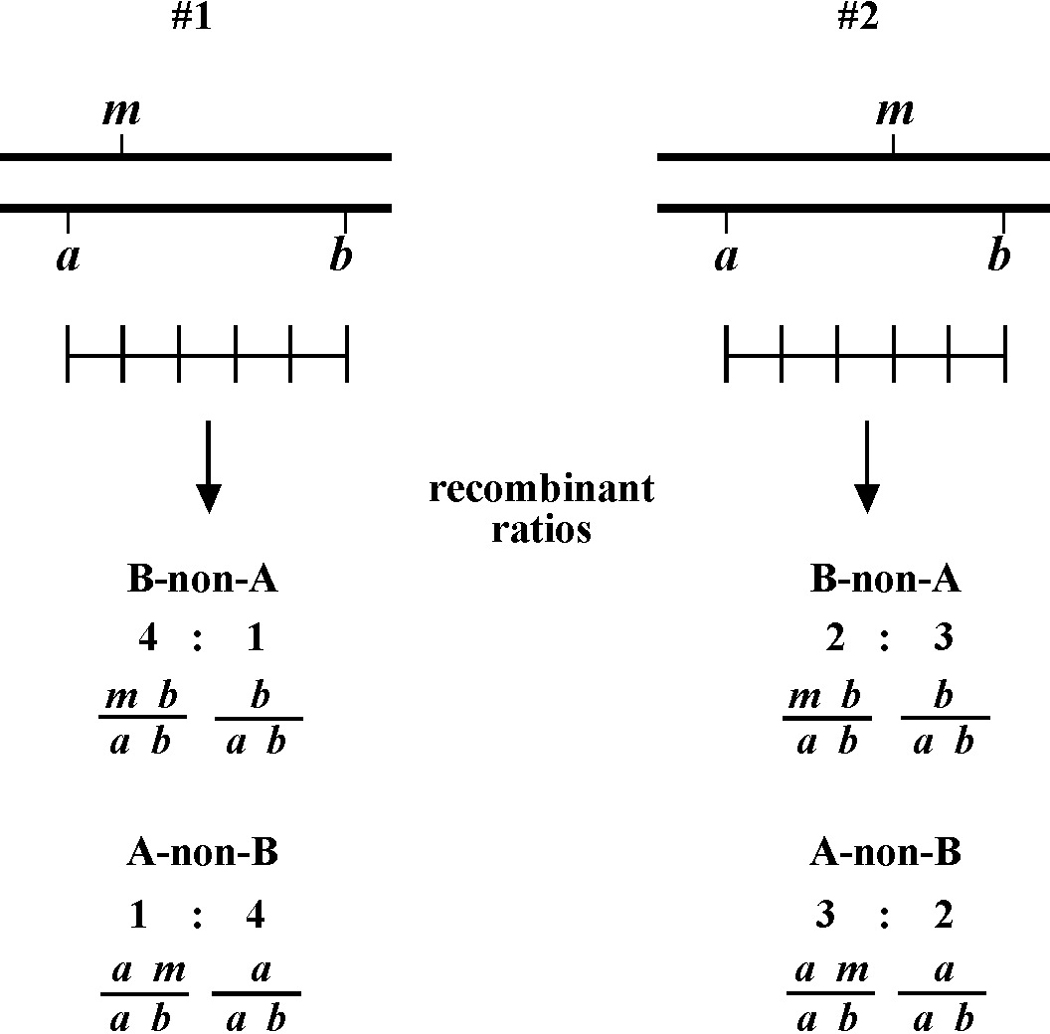 #1
m
a b
B-non-A
4 : 1
m b b
a b a b
A-non-B
1 : 4
a m a
a b a b
recombinant
ratios
#2
m
a b
B-non-A
2 : 3
m b b
a b a b
A-non-B
3 : 2
a m a
a b a b